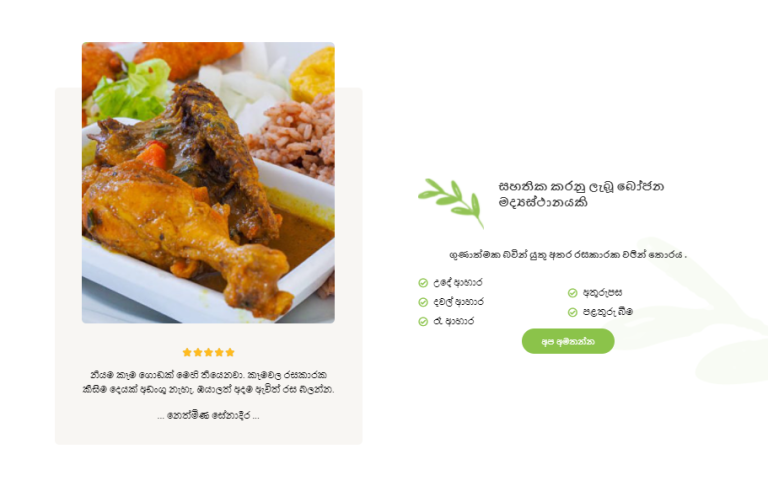 නියම කෑම ගොඩක් මෙහි තියෙනවා. කෑමවල රසකාරක
කිසිම දෙයක් අඩංගු නැහැ, ඔයාලත් අදම ඇවිත් රස බලන්න.
... නෙත්මිණ සේනාදීර ...
සහතික කරනු ලැබූ බෝජන
මද්‍යස්ථානයකි
ගුණාත්මක බවින් යුතු අතර රසකාරක වලින් තොරය .
උදේ ආහාර
දවල් ආහාර
රෑ ආහාර
අතුරුපස
පළතුරු බීම
අප අමතන්න